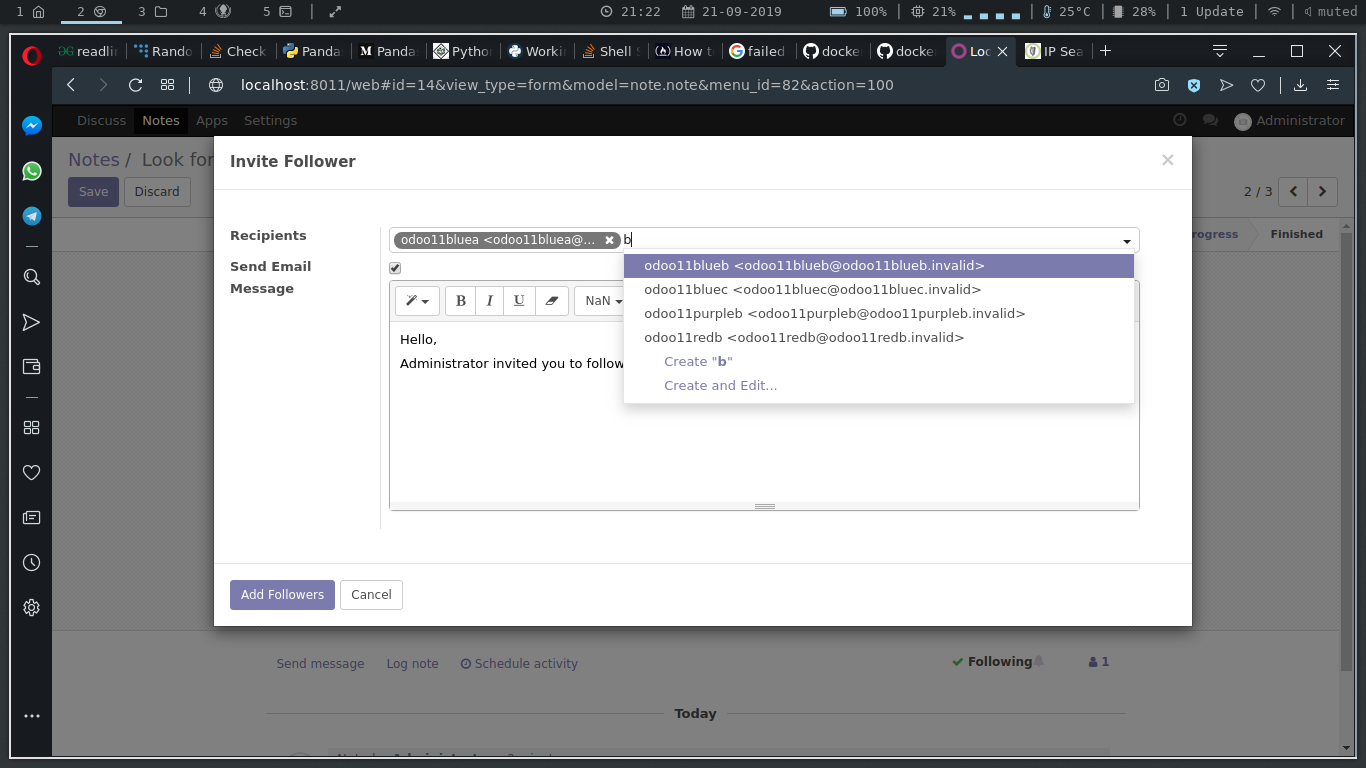 1 2 3 4 5 21:22 21-09-2019 100% 21% 25°C 28% 1 Update muted
readli Rando Check Panda Panda Pytho Worki Shell S How t failed docke docke Loo IP Sea
localhost:8011/web#id=14&view_type=form&model=note.note&menu_id=82&action=100
Discuss Notes Apps Settings Administrator
Notes / Look for
Save Discard 2 / 3
rogress Finished
Invite Follower ×
Recipients odoo11bluea <odoo11bluea@... b
odoo11blueb <odoo11blueb@odoo11blueb.invalid>
odoo11bluec <odoo11bluec@odoo11bluec.invalid>
odoo11purpleb <odoo11purpleb@odoo11purpleb.invalid>
odoo11redb <odoo11redb@odoo11redb.invalid>
Create "b"
Create and Edit...
Send Email
Message
B I U NaN
Hello,
Administrator invited you to follow
Add Followers Cancel
Send message Log note Schedule activity Following 1
Today